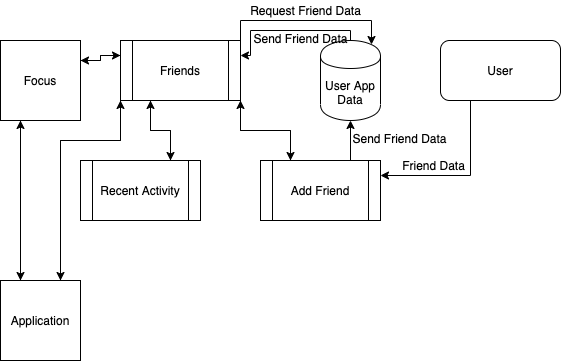 Request Friend Data
Send Friend Data
Focus
Friends
User App
Data
User
Send Friend Data
Friend Data
Recent Activity
Add Friend
Application